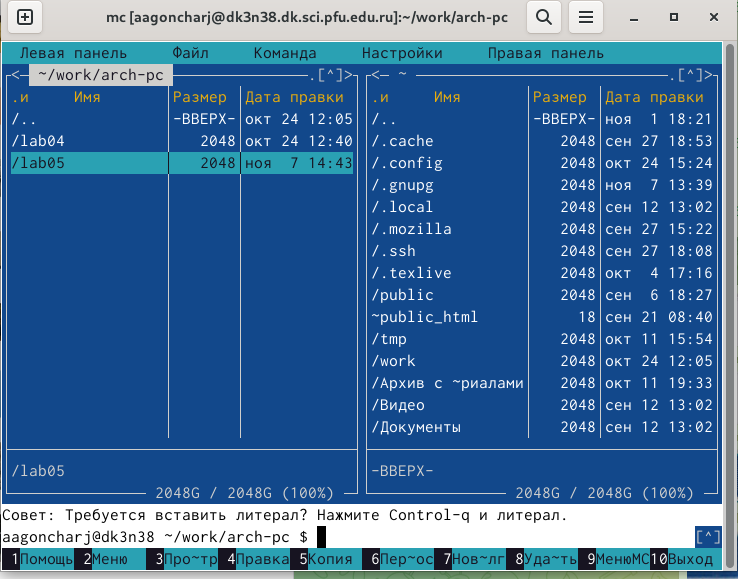 mc [aagoncharj@dk3n38.dk.sci.pfu.edu.ru]:~/work/arch-pc
Левая панель Файл Команда Настройки Правая панель
<- ~/work/arch-pc .[^]>
.и Имя Размер Дата правки
/.. -ВВЕРХ- окт 24 12:05
/lab04 2048 окт 24 12:40
/lab05 2048 ноя 7 14:43
/lab05
2048G / 2048G (100%)
<- ~ .[^]>
.и Имя Размер Дата правки
/.. -ВВЕРХ- ноя 1 18:21
/.cache 2048 сен 27 18:53
/.config 2048 окт 24 15:24
/.gnupg 2048 ноя 7 13:39
/.local 2048 сен 12 13:02
/.mozilla 2048 сен 27 15:22
/.ssh 2048 сен 27 18:08
/.texlive 2048 окт 4 17:16
/public 2048 сен 6 18:27
~public_html 18 сен 21 08:40
/tmp 2048 окт 11 15:54
/work 2048 окт 24 12:05
/Архив с ~риалами 2048 окт 11 19:33
/Видео 2048 сен 12 13:02
/Документы 2048 сен 12 13:02
-ВВЕРХ-
2048G / 2048G (100%)
Совет: Требуется вставить литерал? Нажмите Control-q и литерал.
aagoncharj@dk3n38 ~/work/arch-pc $ [^]
1Помощь 2Меню 3Про~тр 4Правка 5Копия 6Пер~ос 7Нов~лг 8Уда~ть 9МенюMC 10Выход